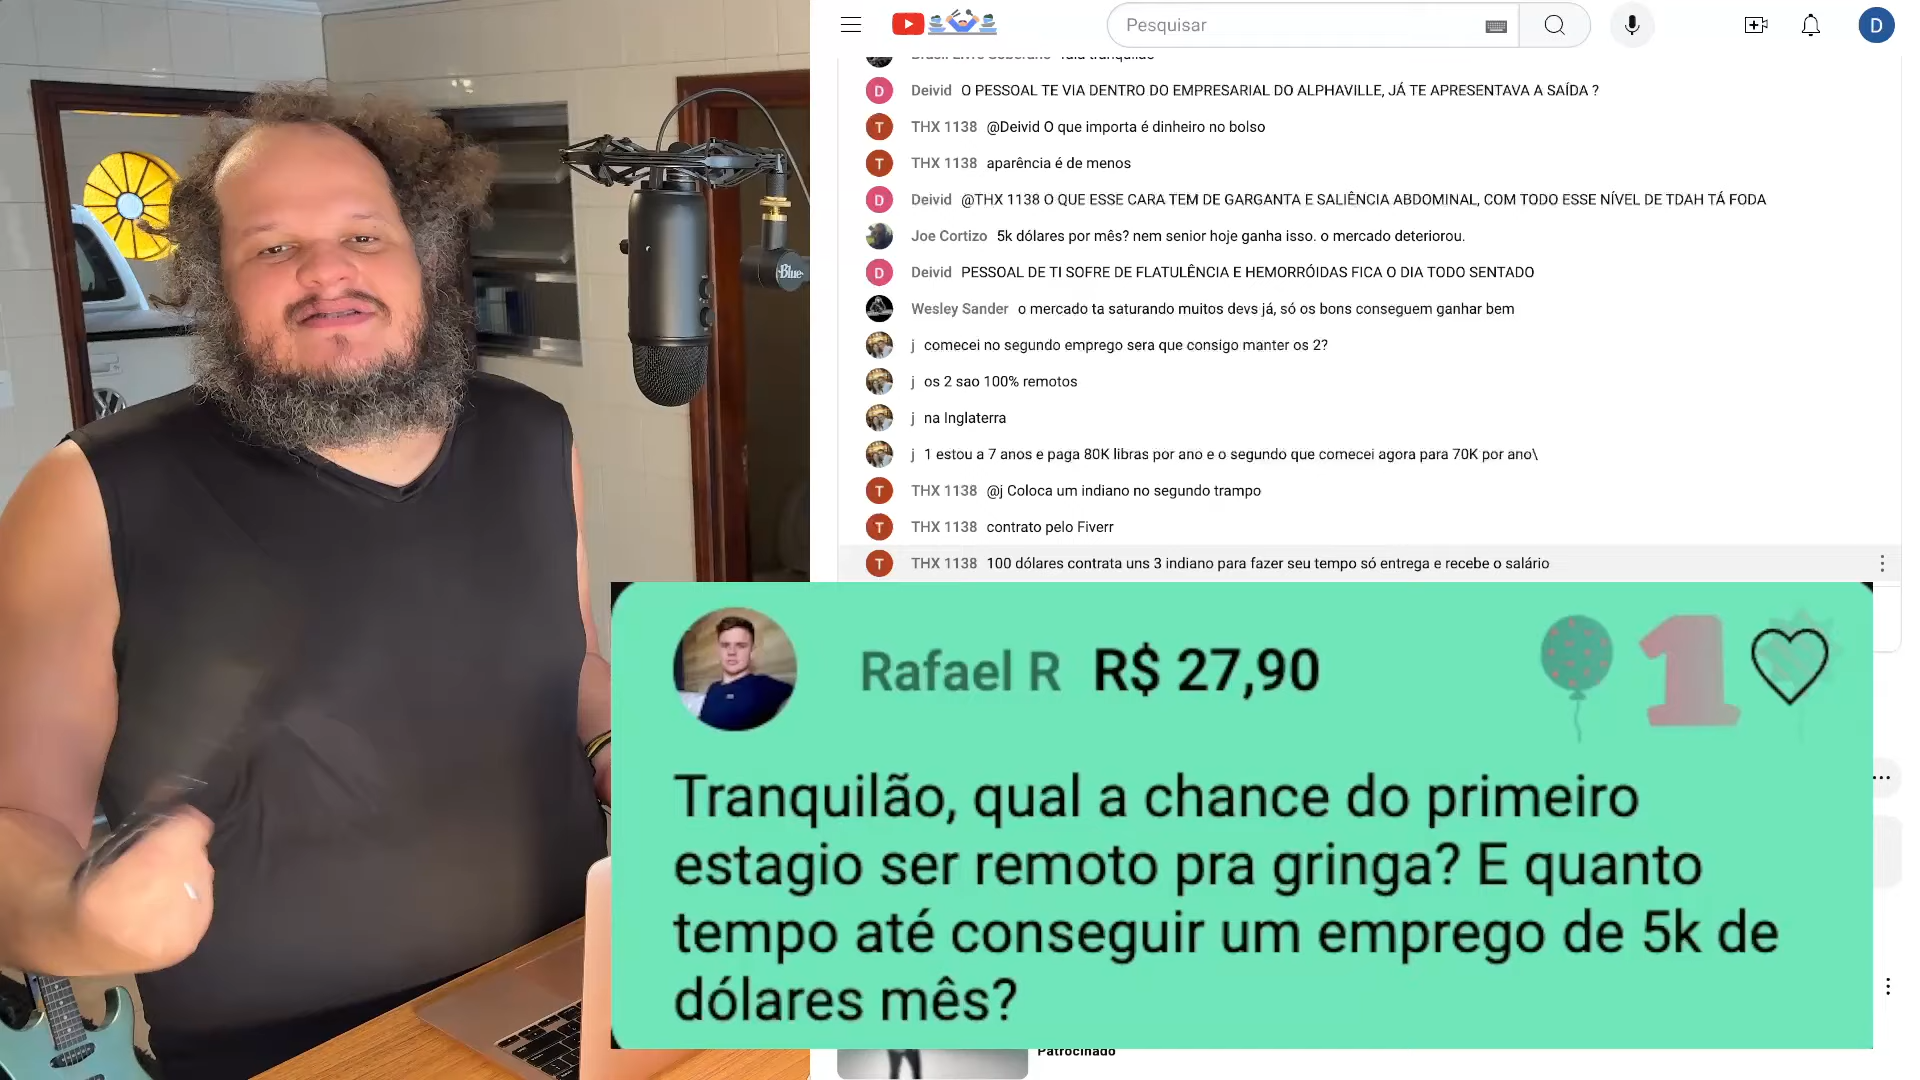 Pesquisar
D
Brasil Livre Soberano fala tranquilão
D Deivid O PESSOAL TE VIA DENTRO DO EMPRESARIAL DO ALPHAVILLE, JÁ TE APRESENTAVA A SAÍDA ?
T THX 1138 @Deivid O que importa é dinheiro no bolso
T THX 1138 aparência é de menos
D Deivid @THX 1138 O QUE ESSE CARA TEM DE GARGANTA E SALIÊNCIA ABDOMINAL, COM TODO ESSE NÍVEL DE TDAH TÁ FODA
Joe Cortizo 5k dólares por mês? nem senior hoje ganha isso. o mercado deteriorou.
D Deivid PESSOAL DE TI SOFRE DE FLATULÊNCIA E HEMORRÓIDAS FICA O DIA TODO SENTADO
Wesley Sander o mercado ta saturando muitos devs já, só os bons conseguem ganhar bem
j comecei no segundo emprego sera que consigo manter os 2?
j os 2 sao 100% remotos
j na Inglaterra
j 1 estou a 7 anos e paga 80K libras por ano e o segundo que comecei agora para 70K por ano\
T THX 1138 @j Coloca um indiano no segundo trampo
T THX 1138 contrato pelo Fiverr
T THX 1138 100 dólares contrata uns 3 indiano para fazer seu tempo só entrega e recebe o salário
Blue
Rafael R R$ 27,90
1
Tranquilão, qual a chance do primeiro
estagio ser remoto pra gringa? E quanto
tempo até conseguir um emprego de 5k de
dólares mês?
Patrocinado